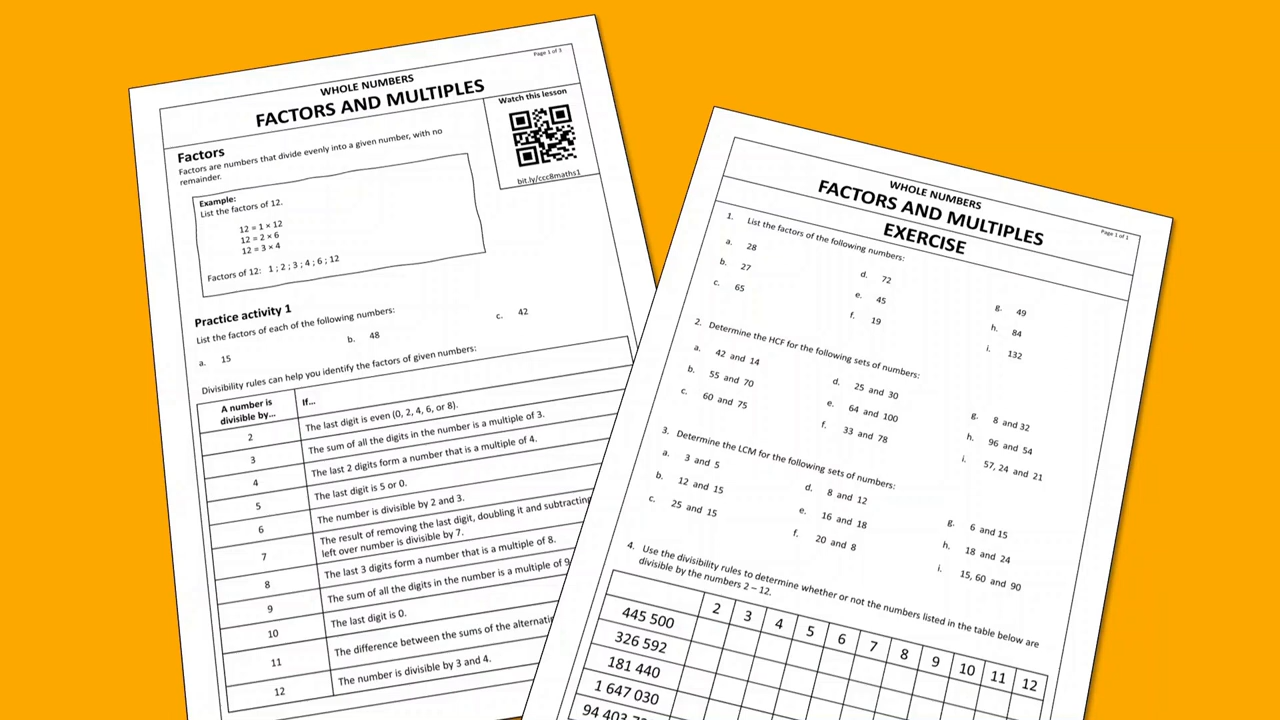 Page 1 of 3
WHOLE NUMBERS
FACTORS AND MULTIPLES
Watch this lesson
bit.ly/ccc8maths1
Factors
Factors are numbers that divide evenly into a given number, with no
remainder.
Example:
List the factors of 12.
12 = 1 × 12
12 = 2 × 6
12 = 3 × 4
Factors of 12: 1 ; 2 ; 3 ; 4 ; 6 ; 12
Practice activity 1
List the factors of each of the following numbers:
a. 15 b. 48 c. 42
Divisibility rules can help you identify the factors of given numbers:
A number is
divisible by... If...
2 The last digit is even (0, 2, 4, 6, or 8).
3 The sum of all the digits in the number is a multiple of 3.
4 The last 2 digits form a number that is a multiple of 4.
5 The last digit is 5 or 0.
6 The number is divisible by 2 and 3.
7 The result of removing the last digit, doubling it and subtracting
left over number is divisible by 7.
8 The last 3 digits form a number that is a multiple of 8.
9 The sum of all the digits in the number is a multiple of 9
10 The last digit is 0.
11 The difference between the sums of the
12 The number is divisible by 3 and 4.
WHOLE NUMBERS
FACTORS AND MULTIPLES
EXERCISE
Page 1 of 1
1. List the factors of the following numbers:
a. 28 d. 72 g. 49
b. 27 e. 45 h. 84
c. 65 f. 19 i. 132
2. Determine the HCF for the following sets of numbers:
a. 42 and 14 d. 25 and 30 g. 8 and 32
b. 55 and 70 e. 64 and 100 h. 96 and 54
c. 60 and 75 f. 33 and 78 i. 57, 24 and 21
3. Determine the LCM for the following sets of numbers:
a. 3 and 5 d. 8 and 12 g. 6 and 15
b. 12 and 15 e. 16 and 18 h. 18 and 24
c. 25 and 15 f. 20 and 8 i. 15, 60 and 90
4. Use the divisibility rules to determine whether or not the numbers listed in the table below are
divisible by the numbers 2 – 12.
2 3 4 5 6 7 8 9 10 11 12
445 500
326 592
181 440
1 647 030
94 403